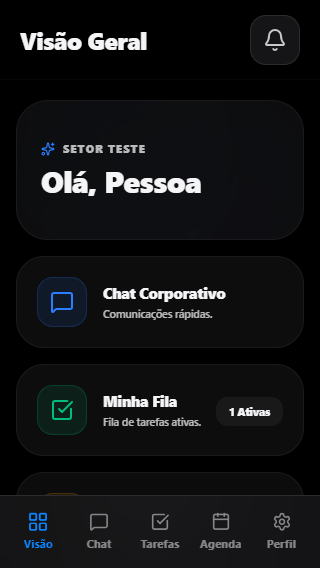 Visão Geral
SETOR TESTE
Olá, Pessoa
Chat Corporativo
Comunicações rápidas.
Minha Fila
Fila de tarefas ativas.
1 Ativas
Visão
Chat
Tarefas
Agenda
Perfil